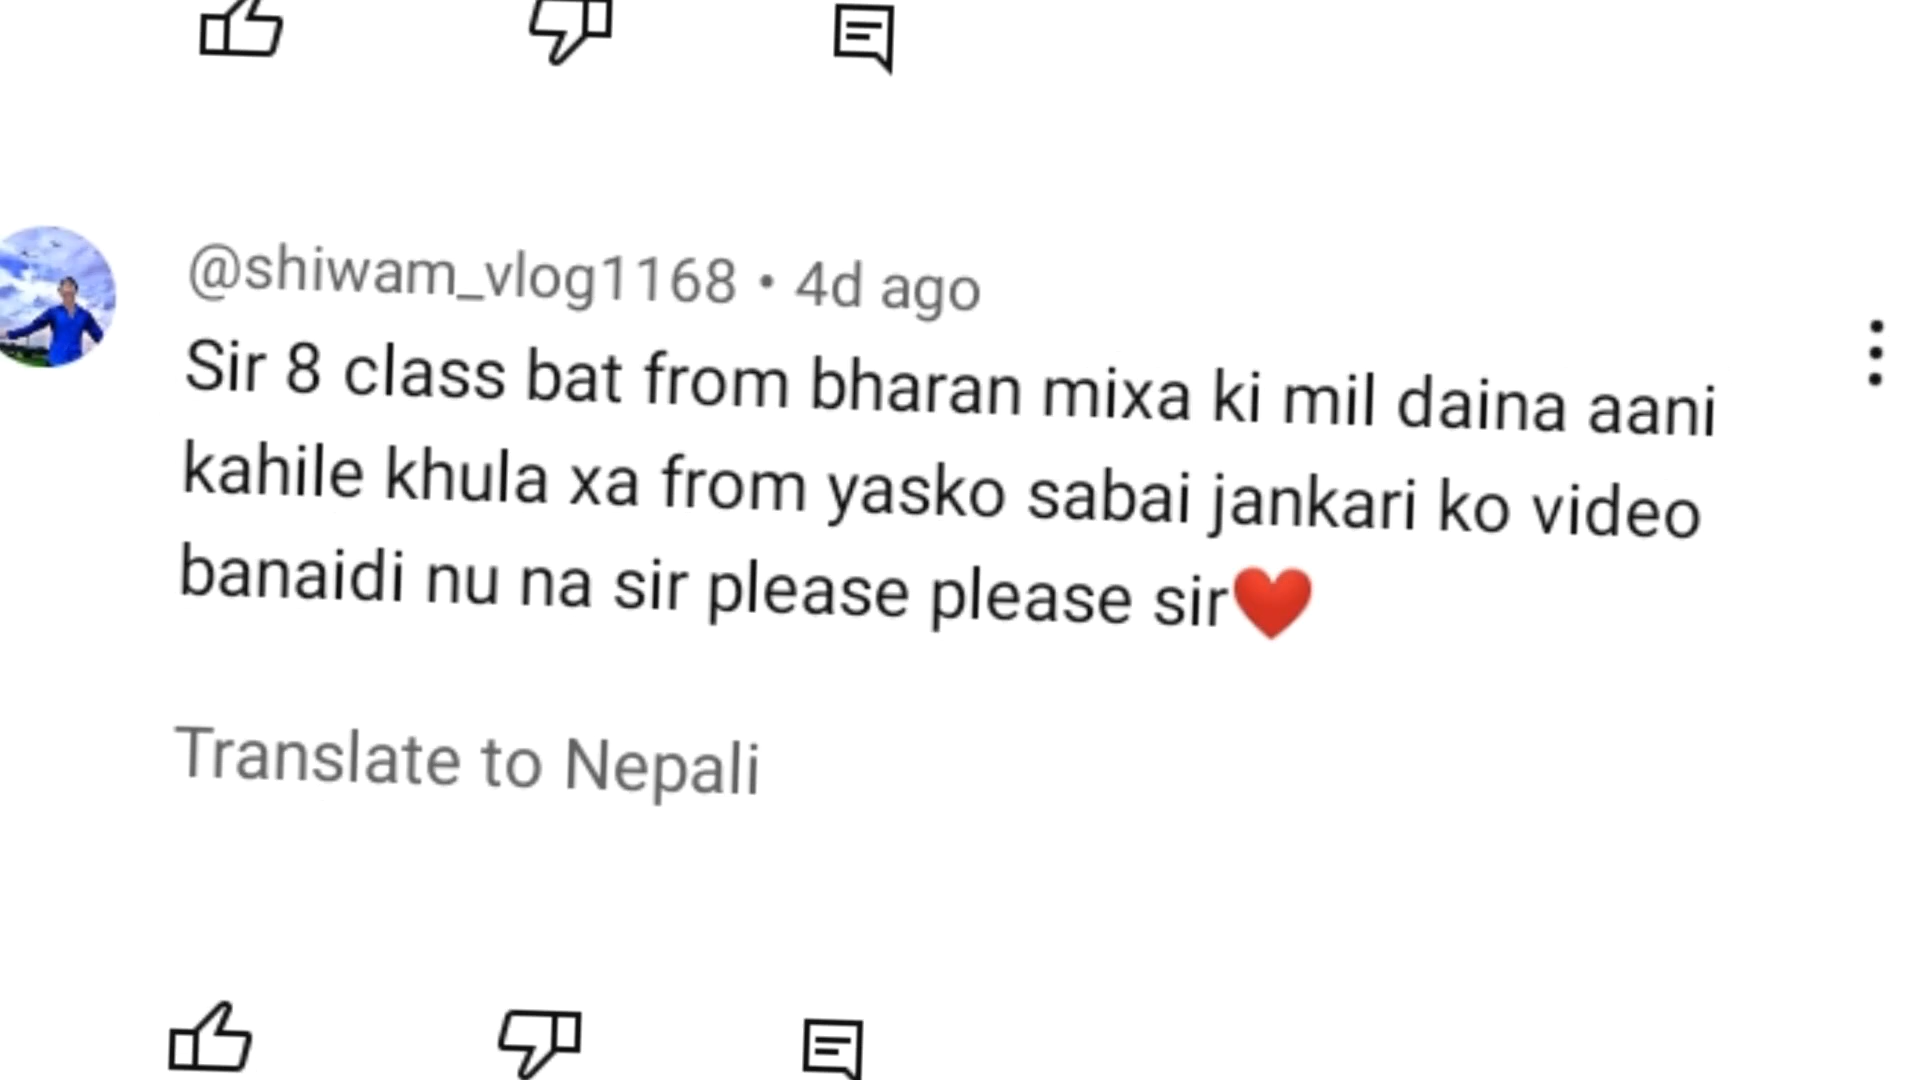 @shiwam_vlog1168 • 4d ago
Sir 8 class bat from bharan mixa ki mil daina aani
kahile khula xa from yasko sabai jankari ko video
banaidi nu na sir please please sir❤️
Translate to Nepali